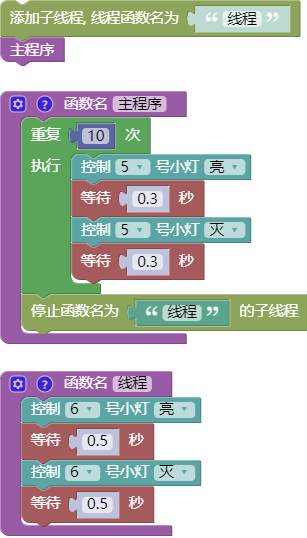 添加子线程, 线程函数名为 “ 线程 ”
主程序
? 函数名 主程序
重复 10 次
执行 控制 5 号小灯 亮
等待 0.3 秒
控制 5 号小灯 灭
等待 0.3 秒
停止函数名为 “ 线程 ” 的子线程
? 函数名 线程
控制 6 号小灯 亮
等待 0.5 秒
控制 6 号小灯 灭
等待 0.5 秒